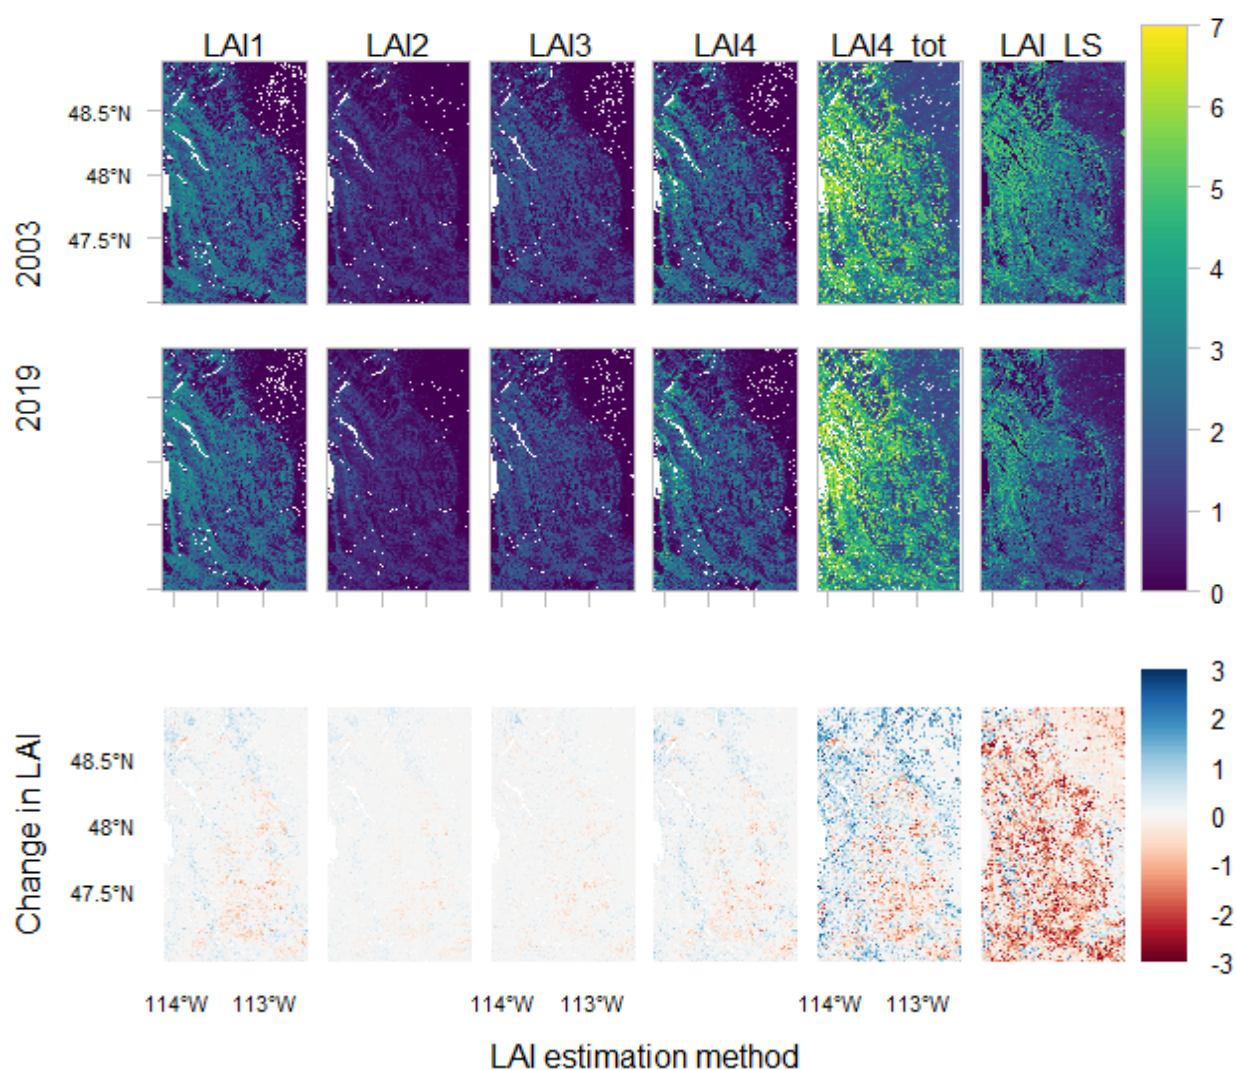 LAI1 LAI2 LAI3 LAI4 LAI4_tot LAI_LS
2003
48.5°N
48°N
47.5°N
7
6
5
4
3
2
1
0
2019
Change in LAI
48.5°N
48°N
47.5°N
3
2
1
0
-1
-2
-3
114°W 113°W 114°W 113°W 114°W 113°W
LAI estimation method